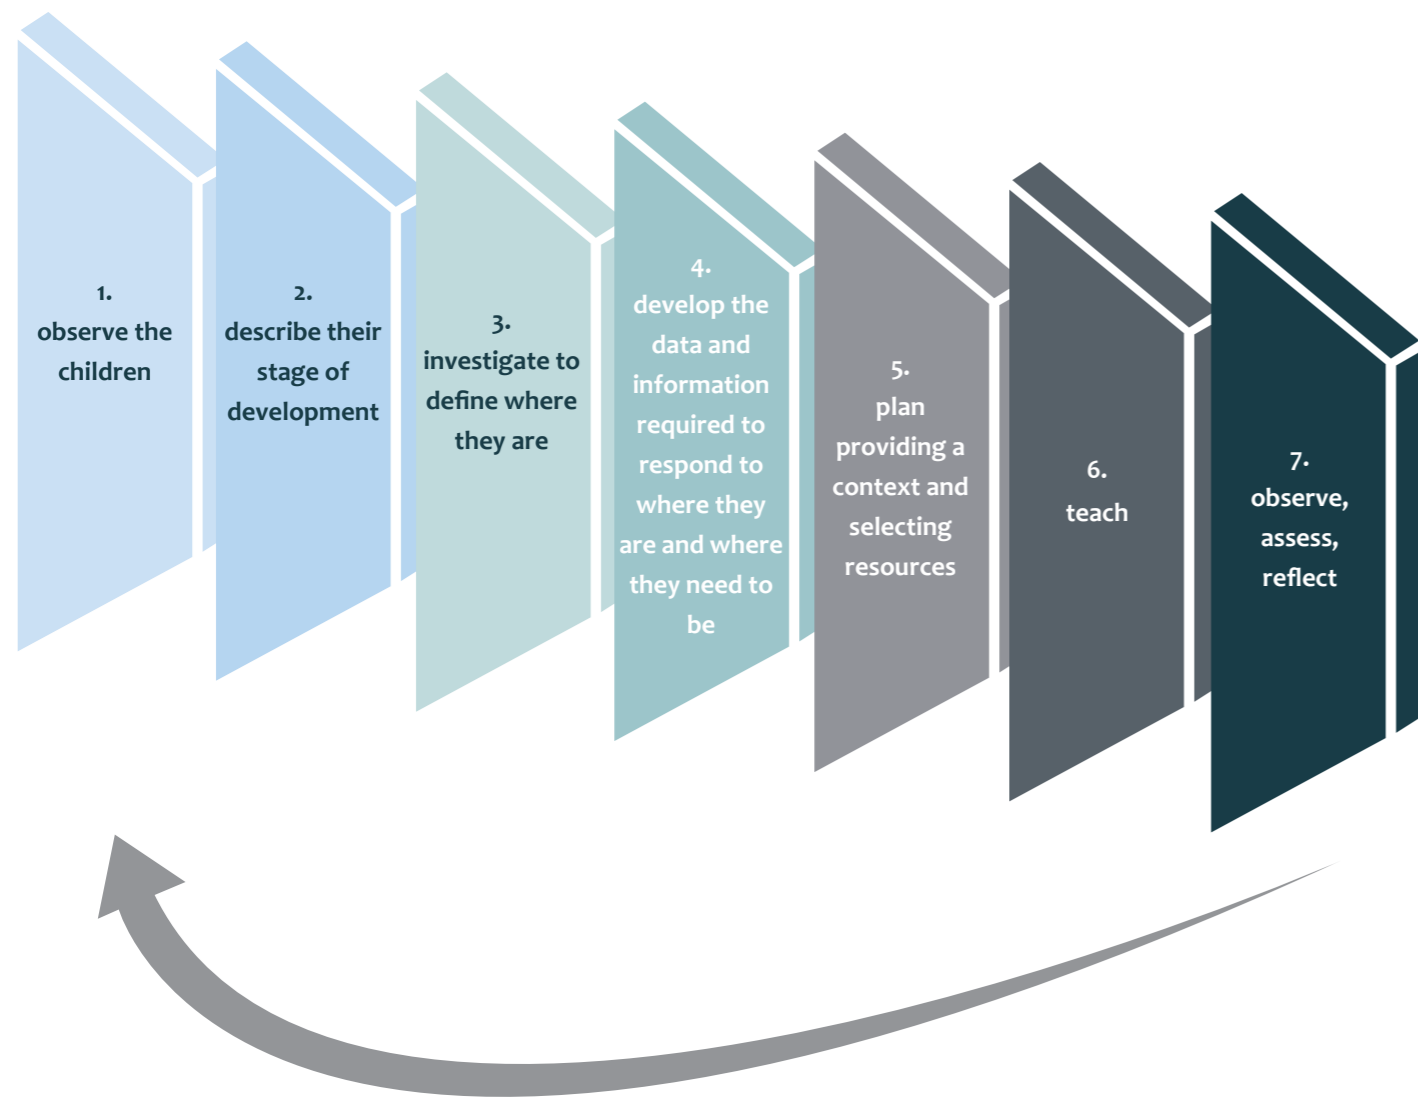 1.
observe the
children
2.
describe their
stage of
development
3.
investigate to
define where
they are
4.
develop the
data and
information
required to
respond to
where they
are and where
they need to
be
5.
plan
providing a
context and
selecting
resources
6.
teach
7.
observe,
assess,
reflect